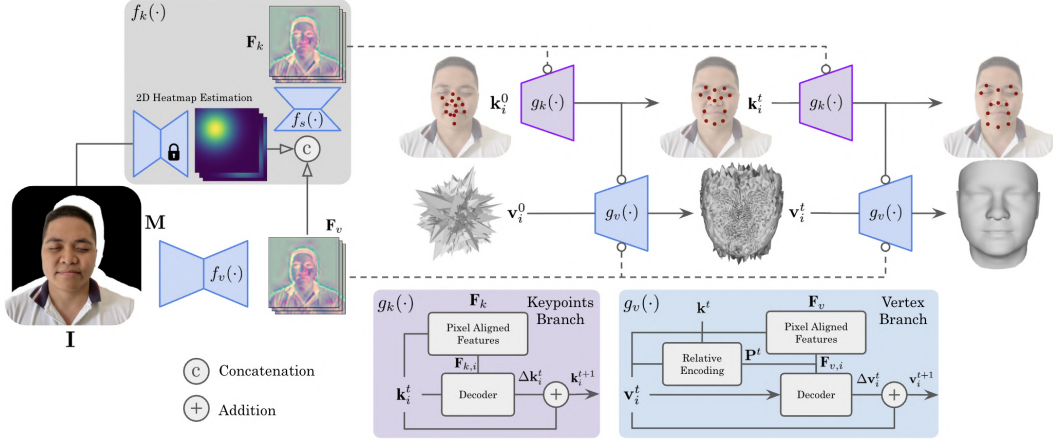 f_k(·)
F_k
2D Heatmap Estimation
f_s(·)
C
M
F_v
f_v(·)
I
k_i^0
g_k(·)
k_i^t
g_k(·)
v_i^0
g_v(·)
v_i^t
g_v(·)
C Concatenation
+ Addition
g_k(·)
F_k
Keypoints
Branch
Pixel Aligned
Features
F_{k,i}
k_i^t
Decoder
Δk_i^t
+
k_i^{t+1}
g_v(·)
k^t
F_v
Vertex
Branch
Pixel Aligned
Features
Relative
Encoding
P^t
F_{v,i}
v_i^t
Decoder
Δv_i^t
+
v_i^{t+1}